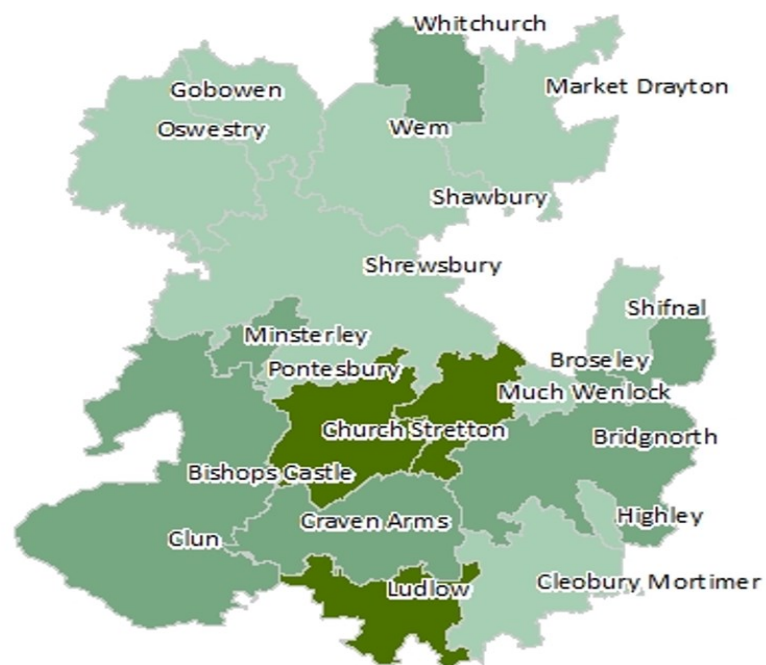 Whitchurch
Gobowen
Market Drayton
Oswestry
Wem
Shawbury
Shrewsbury
Shifnal
Minsterley
Broseley
Pontesbury
Much Wenlock
Church Stretton
Bridgnorth
Bishops Castle
Craven Arms
Highley
Clun
Ludlow
Cleobury Mortimer